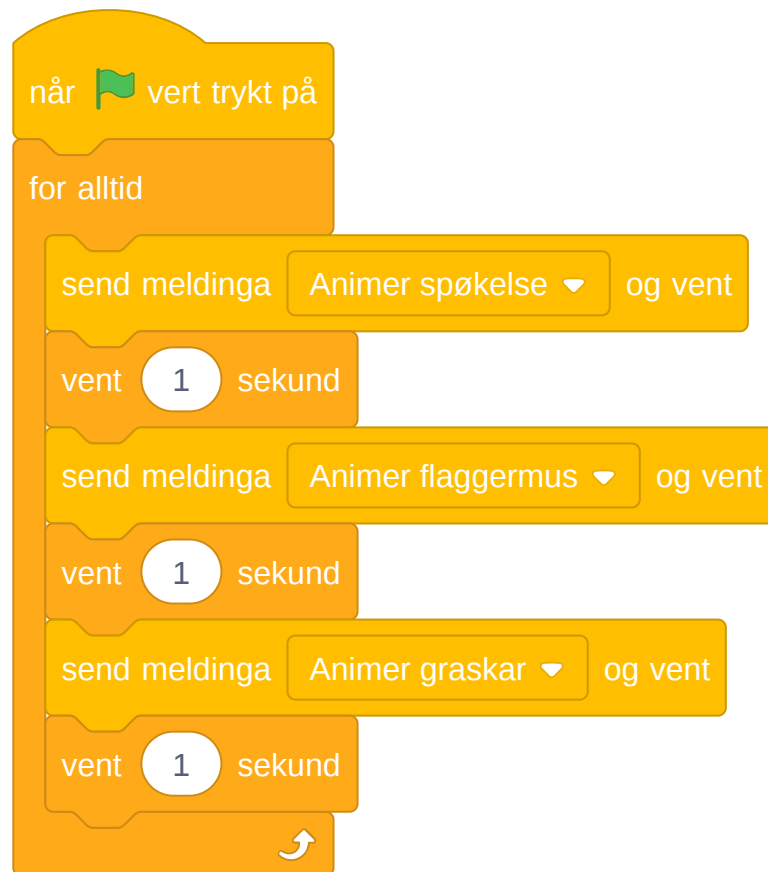 når vert trykt på
for alltid
send meldinga Animer spøkelse og vent
vent 1 sekund
send meldinga Animer flaggermus og vent
vent 1 sekund
send meldinga Animer graskar og vent
vent 1 sekund